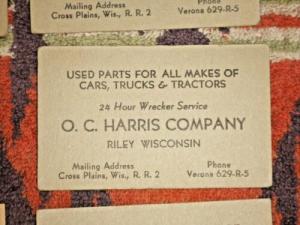 Mailing Address
Cross Plains, Wis., R. R. 2
Phone
Verona 629-R-5
USED PARTS FOR ALL MAKES OF
CARS, TRUCKS & TRACTORS
24 Hour Wrecker Service
O. C. HARRIS COMPANY
RILEY WISCONSIN
Mailing Address
Cross Plains, Wis., R. R. 2
Phone
Verona 629-R-5